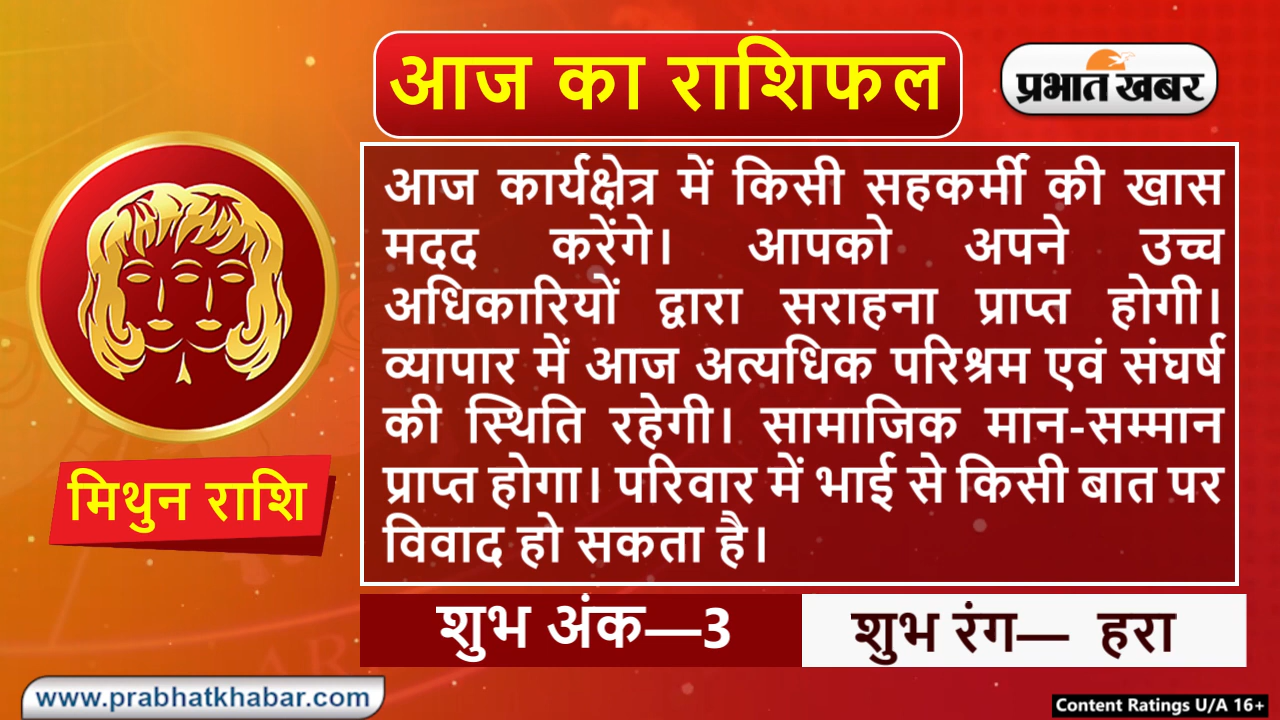 आज का राशिफल
प्रभात खबर
आज कार्यक्षेत्र में किसी सहकर्मी की खास
मदद करेंगे। आपको अपने उच्च
अधिकारियों द्वारा सराहना प्राप्त होगी।
व्यापार में आज अत्यधिक परिश्रम एवं संघर्ष
की स्थिति रहेगी। सामाजिक मान-सम्मान
प्राप्त होगा। परिवार में भाई से किसी बात पर
विवाद हो सकता है।
मिथुन राशि
शुभ अंक—3
शुभ रंग— हरा
www.prabhatkhabar.com
Content Ratings U/A 16+